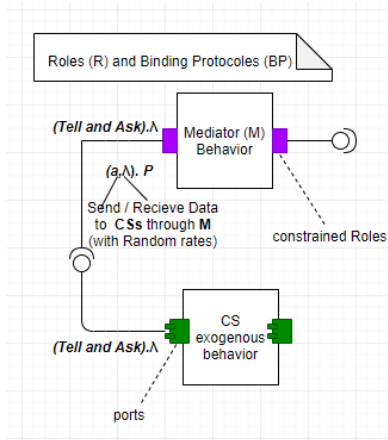 Roles (R) and Binding Protocoles (BP)
(Tell and Ask).Λ
Mediator (M)
Behavior
(a,λ). P
Send / Recieve Data
to CSs through M
(with Random rates)
constrained Roles
CS
exogenous
behavior
(Tell and Ask).Λ
ports